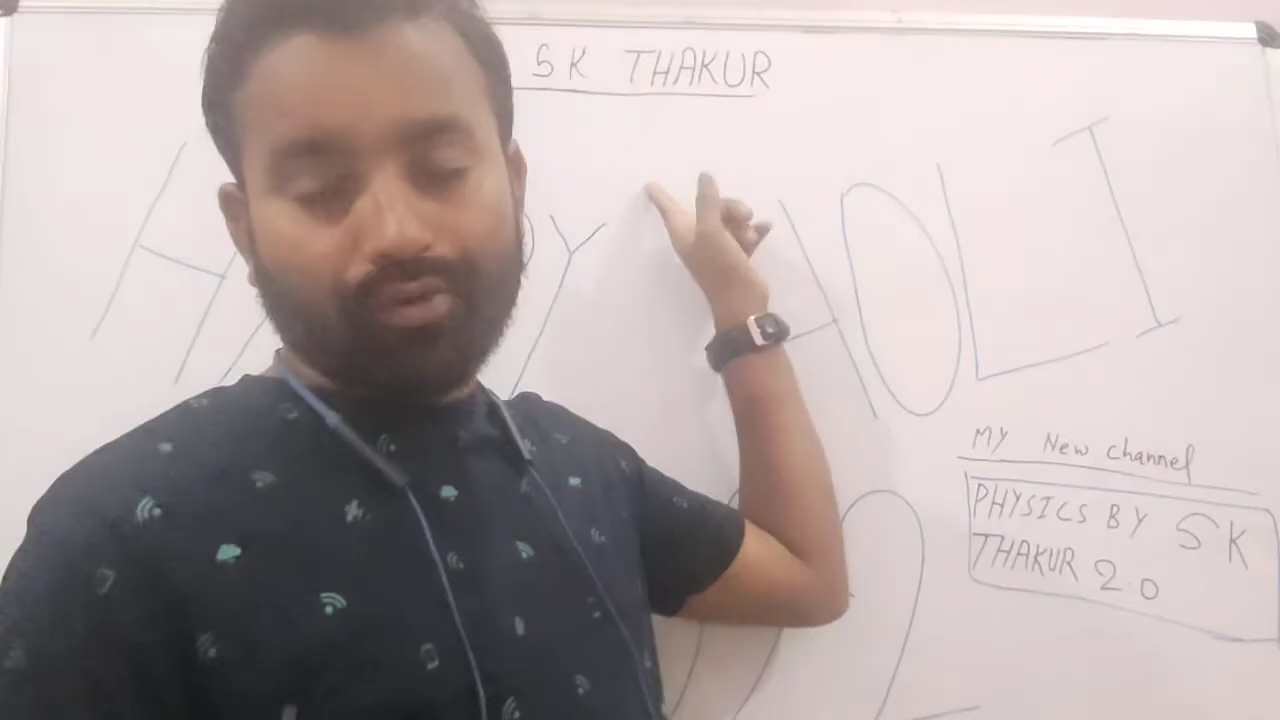 SK THAKUR
HOLI
MY New channel
PHYSICS BY SK
THAKUR 2.0